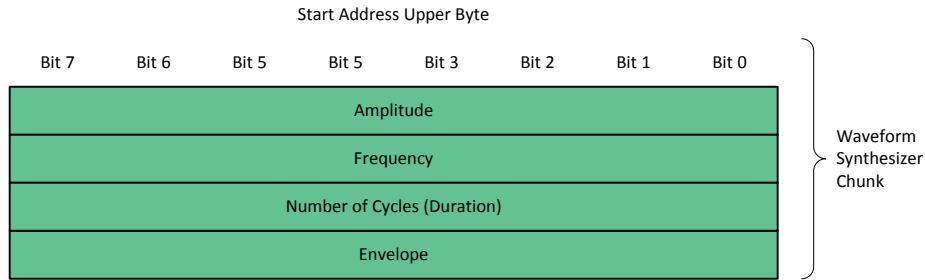 Start Address Upper Byte
Bit 7 Bit 6 Bit 5 Bit 5 Bit 3 Bit 2 Bit 1 Bit 0
Amplitude
Frequency
Number of Cycles (Duration)
Envelope
Waveform
Synthesizer
Chunk